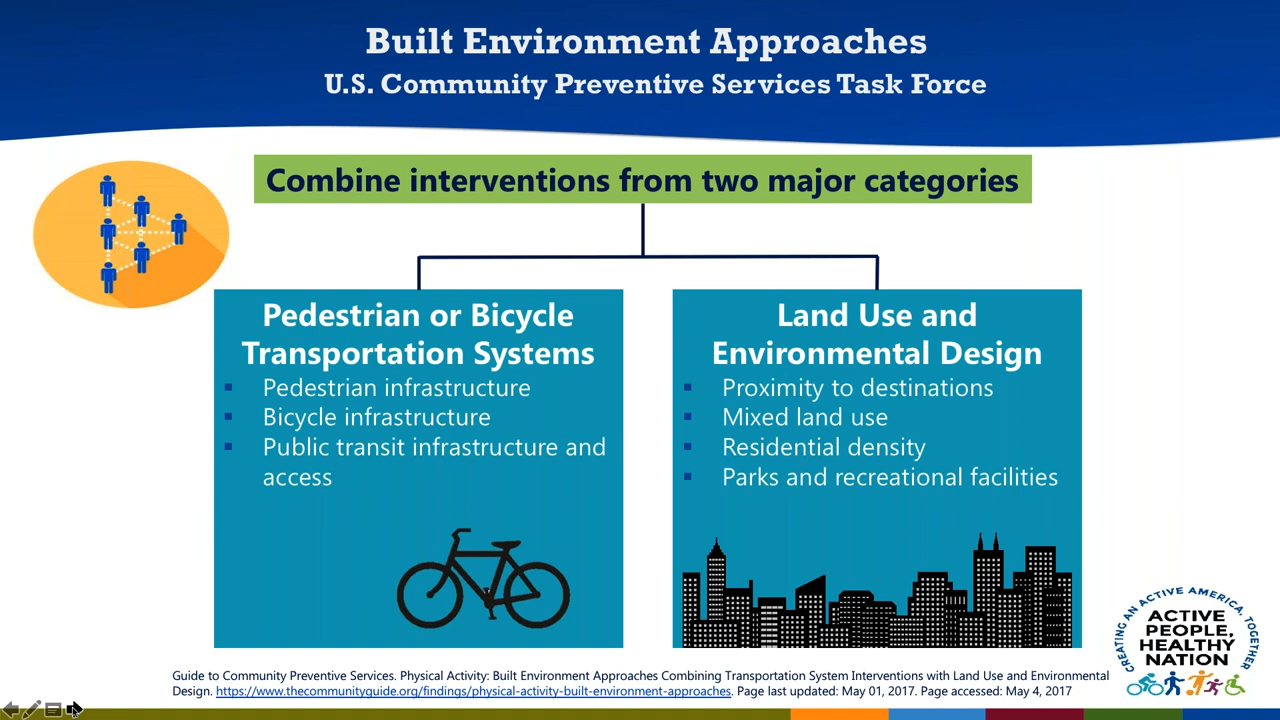 Built Environment Approaches
U.S. Community Preventive Services Task Force
Combine interventions from two major categories
Pedestrian or Bicycle
Transportation Systems
▪ Pedestrian infrastructure
▪ Bicycle infrastructure
▪ Public transit infrastructure and
access
Land Use and
Environmental Design
▪ Proximity to destinations
▪ Mixed land use
▪ Residential density
▪ Parks and recreational facilities
CREATING AN ACTIVE AMERICA, TOGETHER
ACTIVE
PEOPLE,
HEALTHY
NATION
Guide to Community Preventive Services. Physical Activity: Built Environment Approaches Combining Transportation System Interventions with Land Use and Environmental
Design. https://www.thecommunityguide.org/findings/physical-activity-built-environment-approaches. Page last updated: May 01, 2017. Page accessed: May 4, 2017